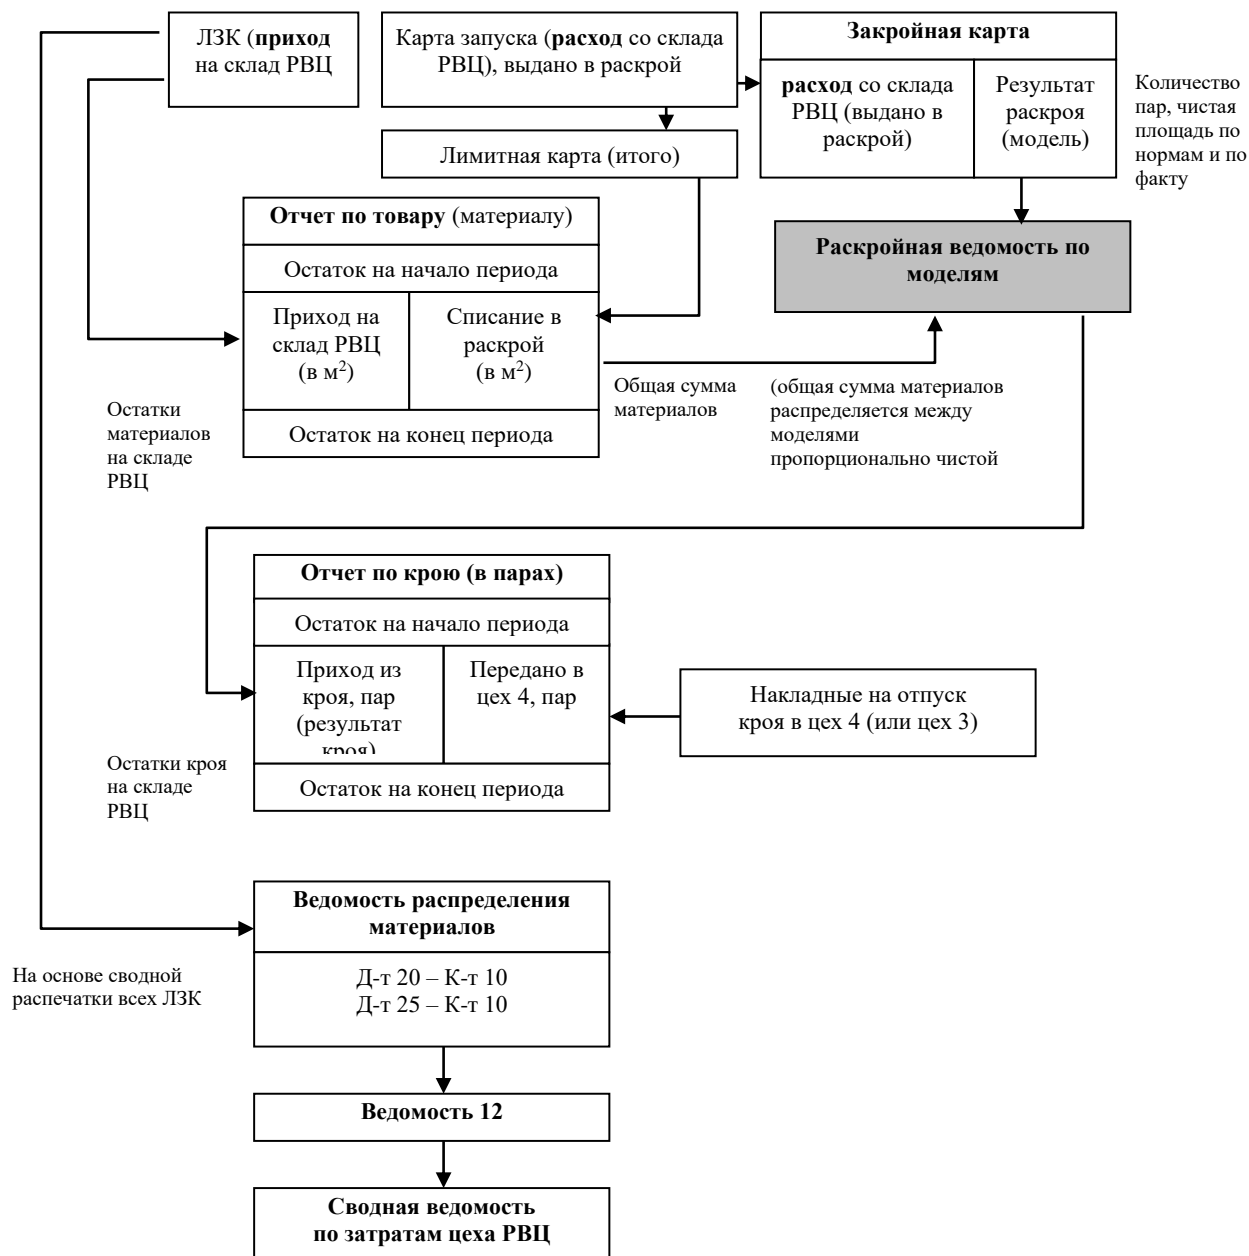 ЛЗК (приход
на склад РВЦ
Карта запуска (расход со склада
РВЦ), выдано в раскрой
Закройная карта
расход со склада
РВЦ (выдано в
раскрой)
Результат
раскроя
(модель)
Количество
пар, чистая
площадь по
нормам и по
факту
Лимитная карта (итого)
Отчет по товару (материалу)
Остаток на начало периода
Приход на
склад РВЦ
(в м²)
Списание в
раскрой
(в м²)
Остаток на конец периода
Раскройная ведомость по
моделям
Общая сумма
материалов
(общая сумма материалов
распределяется между
моделями
пропорционально чистой
Остатки
материалов
на складе
РВЦ
Отчет по крою (в парах)
Остаток на начало периода
Приход из
кроя, пар
(результат
кроя)
Передано в
цех 4, пар
Остаток на конец периода
Накладные на отпуск
кроя в цех 4 (или цех 3)
Остатки кроя
на складе
РВЦ
Ведомость распределения
материалов
Д-т 20 – К-т 10
Д-т 25 – К-т 10
На основе сводной
распечатки всех ЛЗК
Ведомость 12
Сводная ведомость
по затратам цеха РВЦ